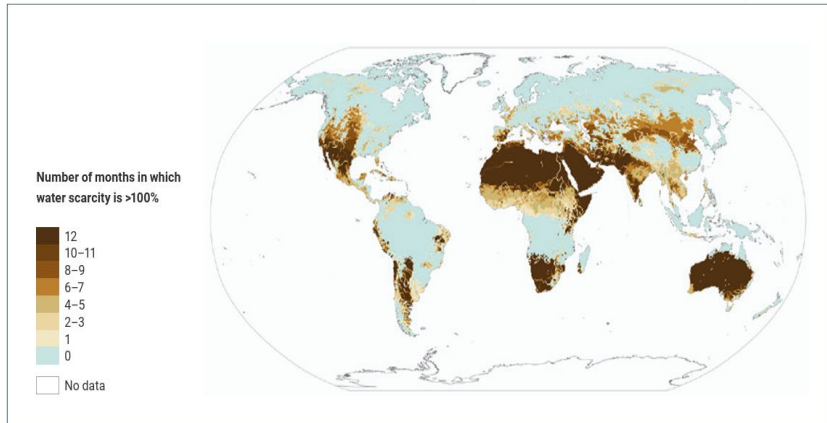 Number of months in which
water scarcity is >100%
12
10–11
8–9
6–7
4–5
2–3
1
0
No data